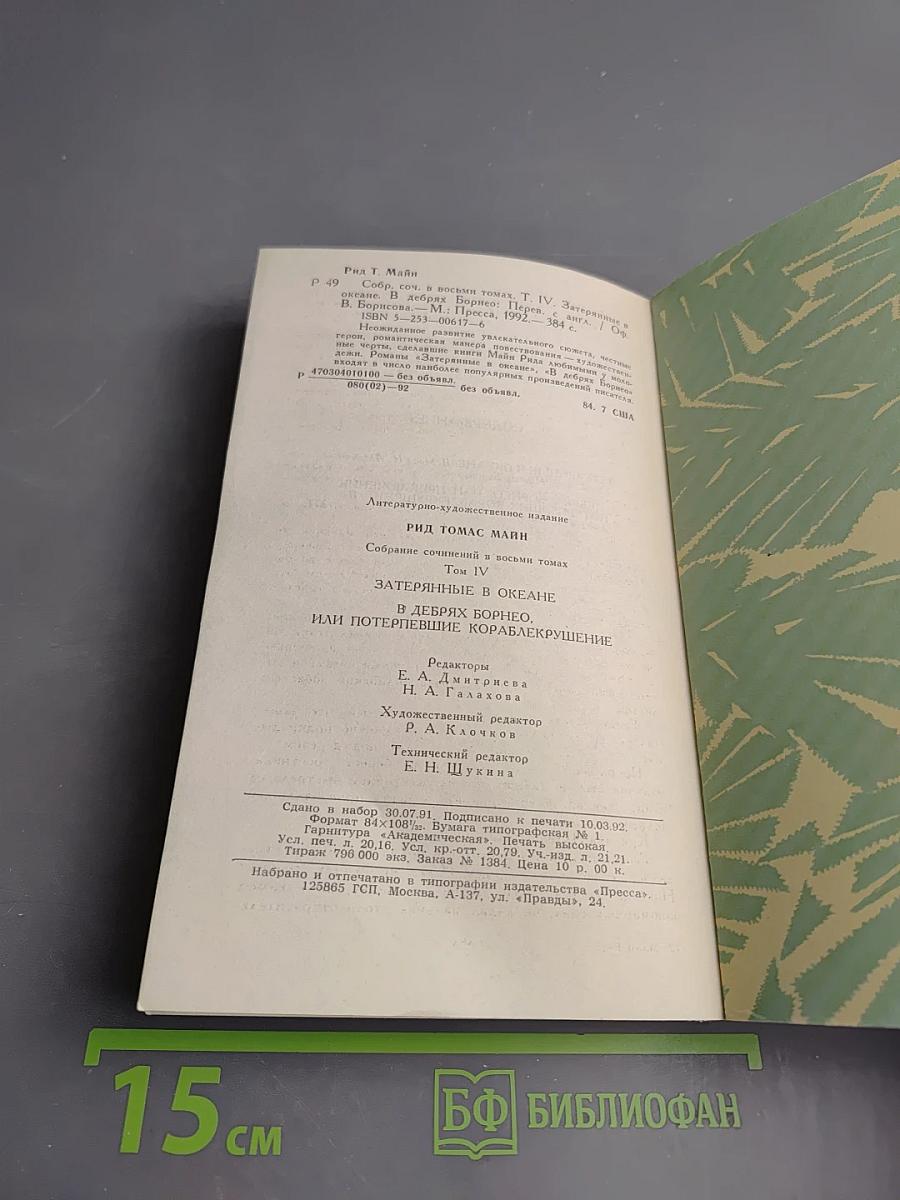 Рид Т. Майн
Р 49 Собр. соч. в восьми томах. Т. IV. Затерянные в
океане. В дебрях Борнео: Перев. с англ. / Оф.
В. Борисова.— М.: Пресса, 1992.— 384 с.
ISBN 5—253—00617—6
Неожиданное развитие увлекательного сюжета, честные
герои, романтическая манера повествования — художествен-
ные черты, сделавшие книги Майн Рида любимыми у моло-
дежи. Романы «Затерянные в океане», «В дебрях Борнео»
входят в число наиболее популярных произведений писателя.
Р 470304010100 — без объявл. без объявл.
080(02)—92
84. 7 США
Литературно-художественное издание
РИД ТОМАС МАЙН
Собрание сочинений в восьми томах
Том IV
ЗАТЕРЯННЫЕ В ОКЕАНЕ
В ДЕБРЯХ БОРНЕО,
ИЛИ ПОТЕРПЕВШИЕ КОРАБЛЕКРУШЕНИЕ
Редакторы
Е. А. Дмитриева
Н. А. Галахова
Художественный редактор
Р. А. Клочков
Технический редактор
Е. Н. Щукина
Сдано в набор 30.07.91. Подписано к печати 10.03.92.
Формат 84×108¹/₃₂. Бумага типографская № 1.
Гарнитура «Академическая». Печать высокая.
Усл. печ. л. 20,16. Усл. кр.-отт. 20,79. Уч.-изд. л. 21,21.
Тираж 796 000 экз. Заказ № 1384. Цена 10 р. 00 к.
Набрано и отпечатано в типографии издательства «Пресса».
125865 ГСП, Москва, А-137, ул. «Правды», 24.
15 см
БФ БИБЛИОФАН